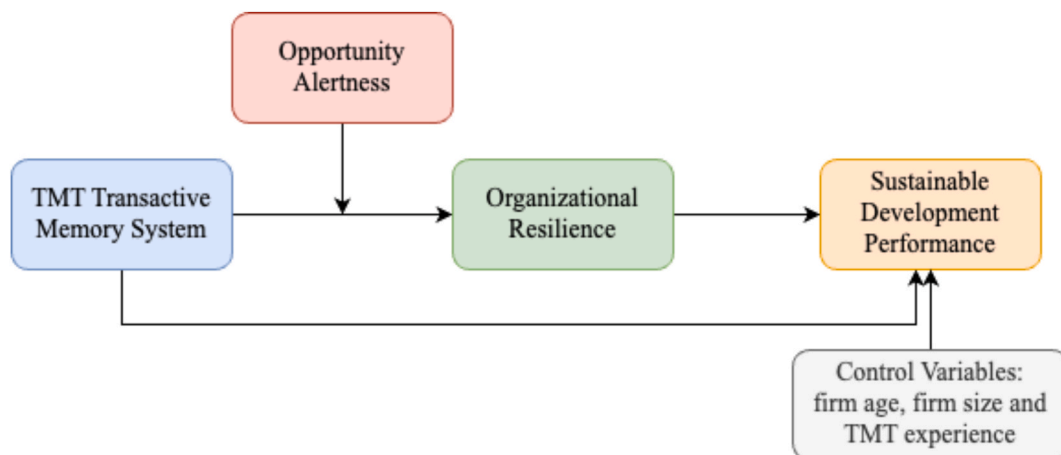 Opportunity
Alertness
TMT Transactive
Memory System
Organizational
Resilience
Sustainable
Development
Performance
Control Variables:
firm age, firm size and
TMT experience